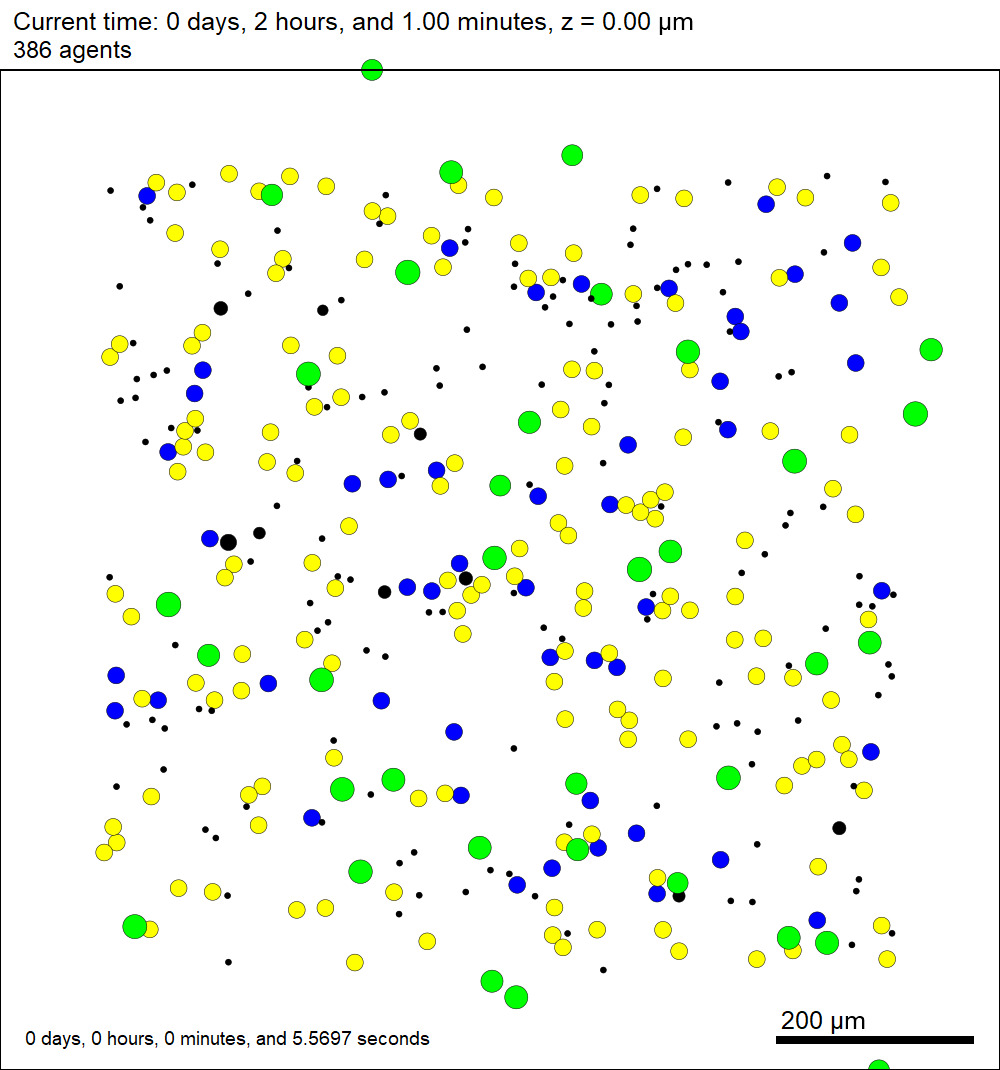 Current time: 0 days, 2 hours, and 1.00 minutes, z = 0.00 µm
386 agents
200 µm
0 days, 0 hours, 0 minutes, and 5.5697 seconds